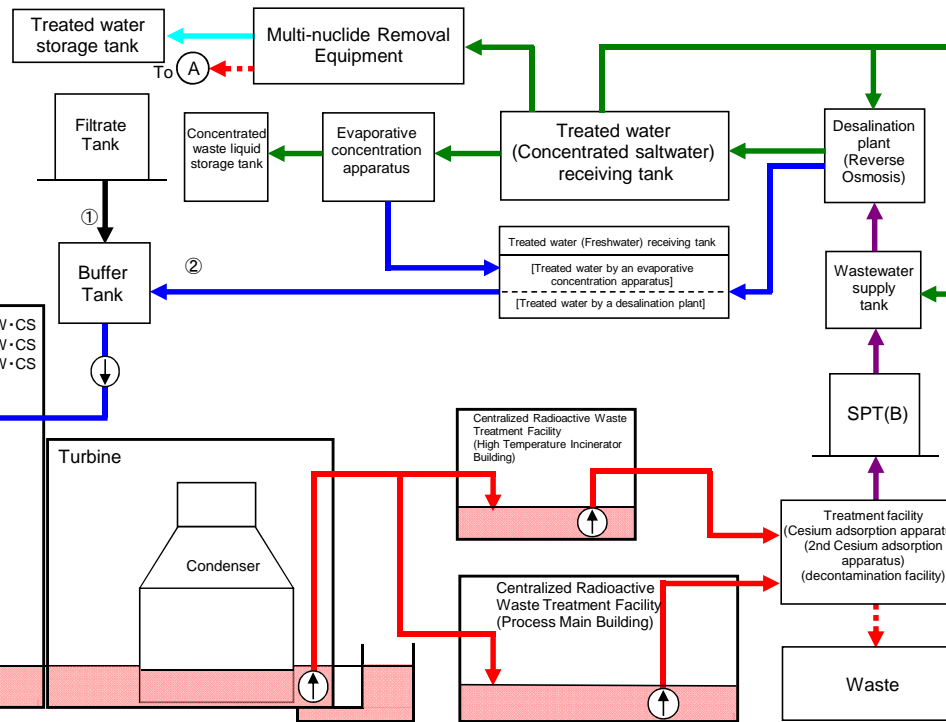 Treated water
storage tank
Multi-nuclide Removal
Equipment
To A
Filtrate
Tank
Concentrated
waste liquid
storage tank
Evaporative
concentration
apparatus
Treated water
(Concentrated saltwater)
receiving tank
Desalination
plant
(Reverse
Osmosis)
①
②
Buffer
Tank
Treated water (Freshwater) receiving tank
[Treated water by an evaporative
concentration apparatus]
[Treated water by a desalination plant]
Wastewater
supply
tank
W・CS
W・CS
W・CS
SPT(B)
Turbine
Condenser
Centralized Radioactive Waste
Treatment Facility
(High Temperature Incinerator
Building)
Centralized Radioactive
Waste Treatment Facility
(Process Main Building)
Treatment facility
(Cesium adsorption apparat
(2nd Cesium adsorption
apparatus)
(decontamination facility)
Waste